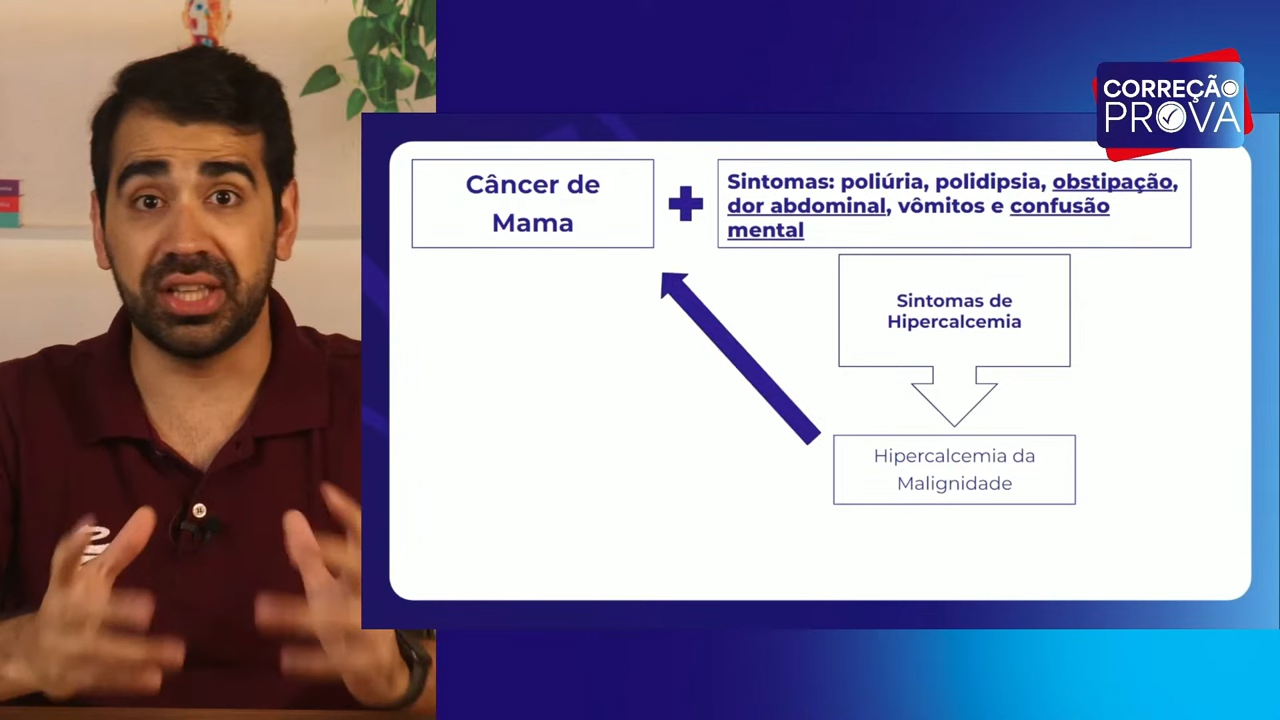 CORREÇÃO
PROVA
Câncer de
Mama
Sintomas: poliúria, polidipsia, obstipação,
dor abdominal, vômitos e confusão
mental
Sintomas de
Hipercalcemia
Hipercalcemia da
Malignidade